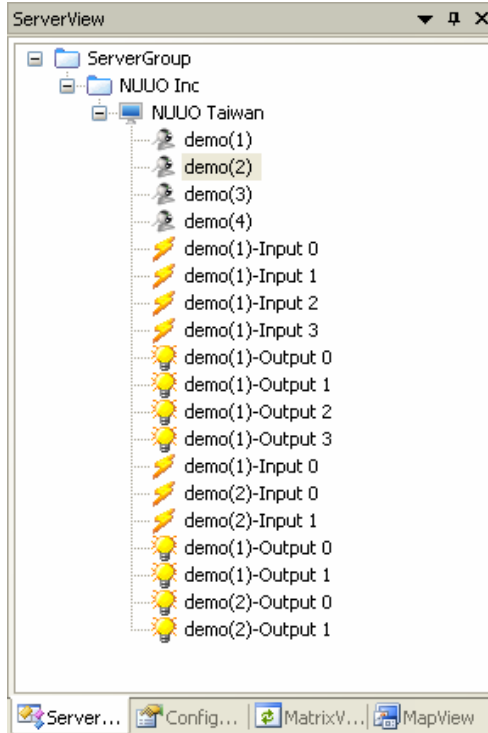 ServerView
ServerGroup
NUUO Inc
NUUO Taiwan
demo(1)
demo(2)
demo(3)
demo(4)
demo(1)-Input 0
demo(1)-Input 1
demo(1)-Input 2
demo(1)-Input 3
demo(1)-Output 0
demo(1)-Output 1
demo(1)-Output 2
demo(1)-Output 3
demo(1)-Input 0
demo(2)-Input 0
demo(2)-Input 1
demo(1)-Output 0
demo(1)-Output 1
demo(2)-Output 0
demo(2)-Output 1
Server... Config... MatrixV... MapView